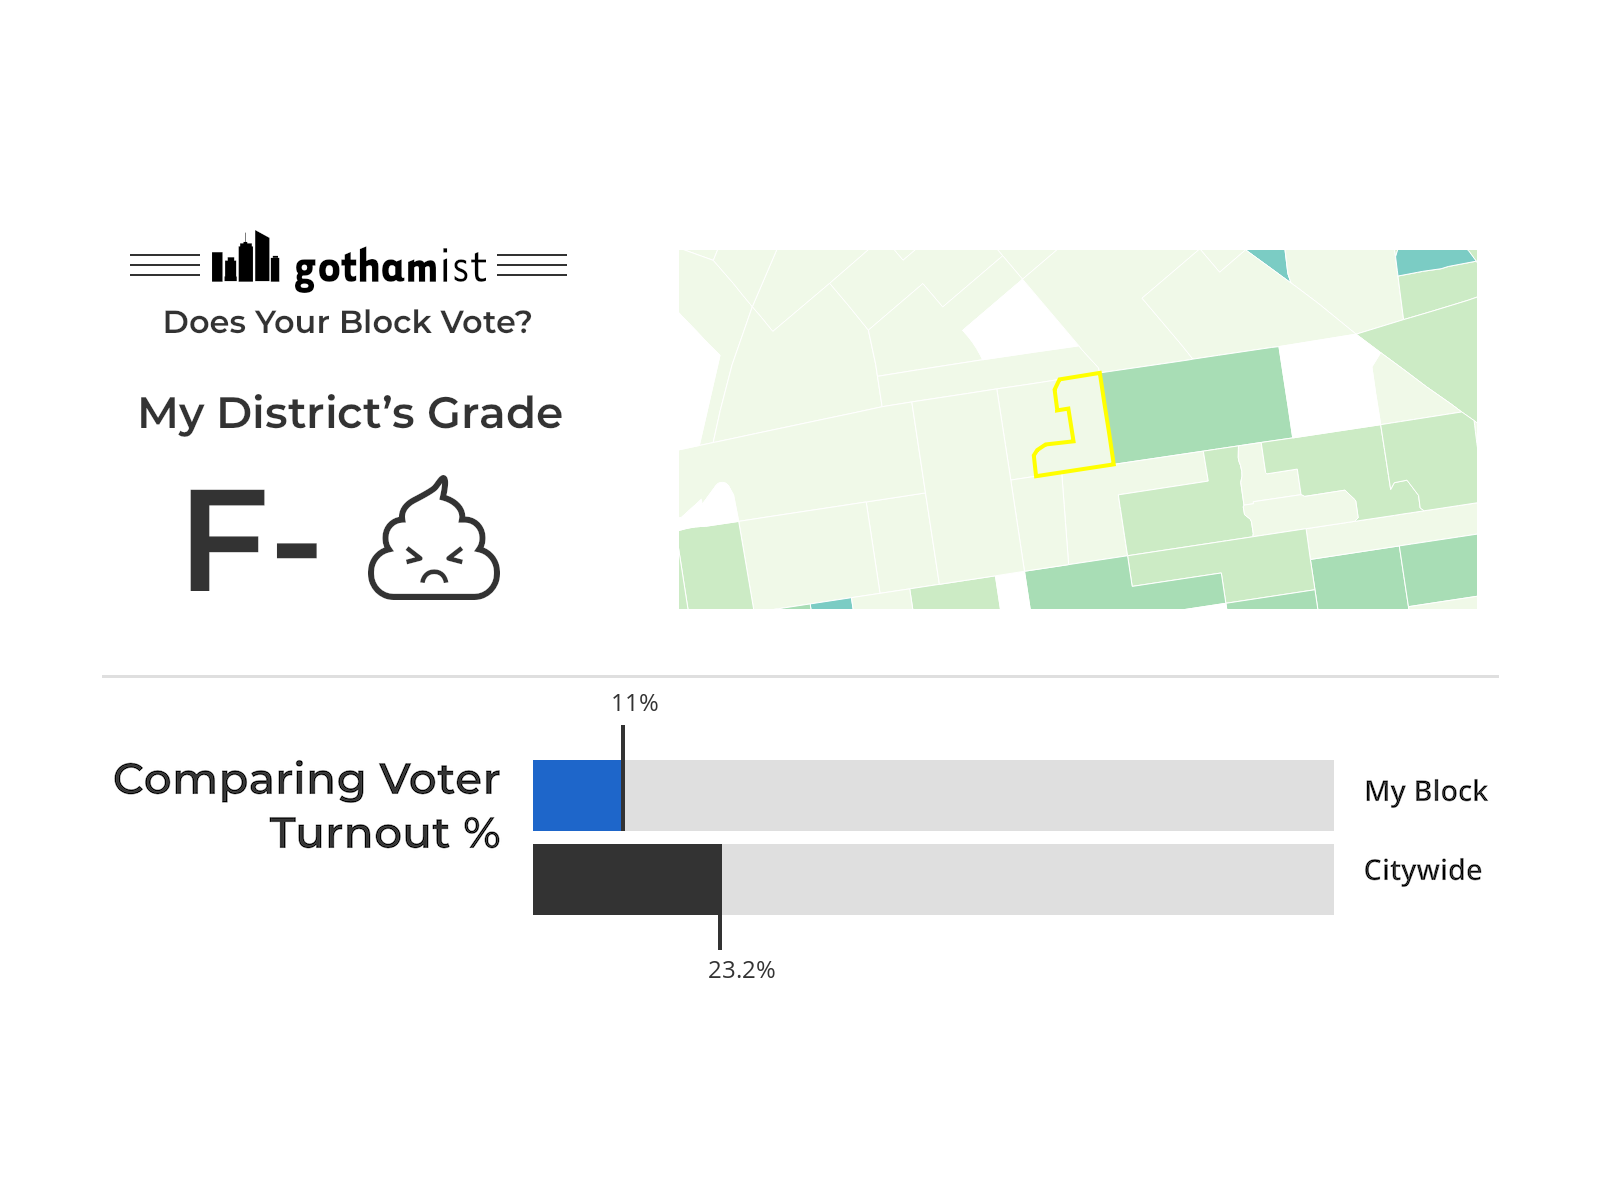 gothamist
Does Your Block Vote?
My District's Grade
F-
11%
Comparing Voter
Turnout %
My Block
Citywide
23.2%